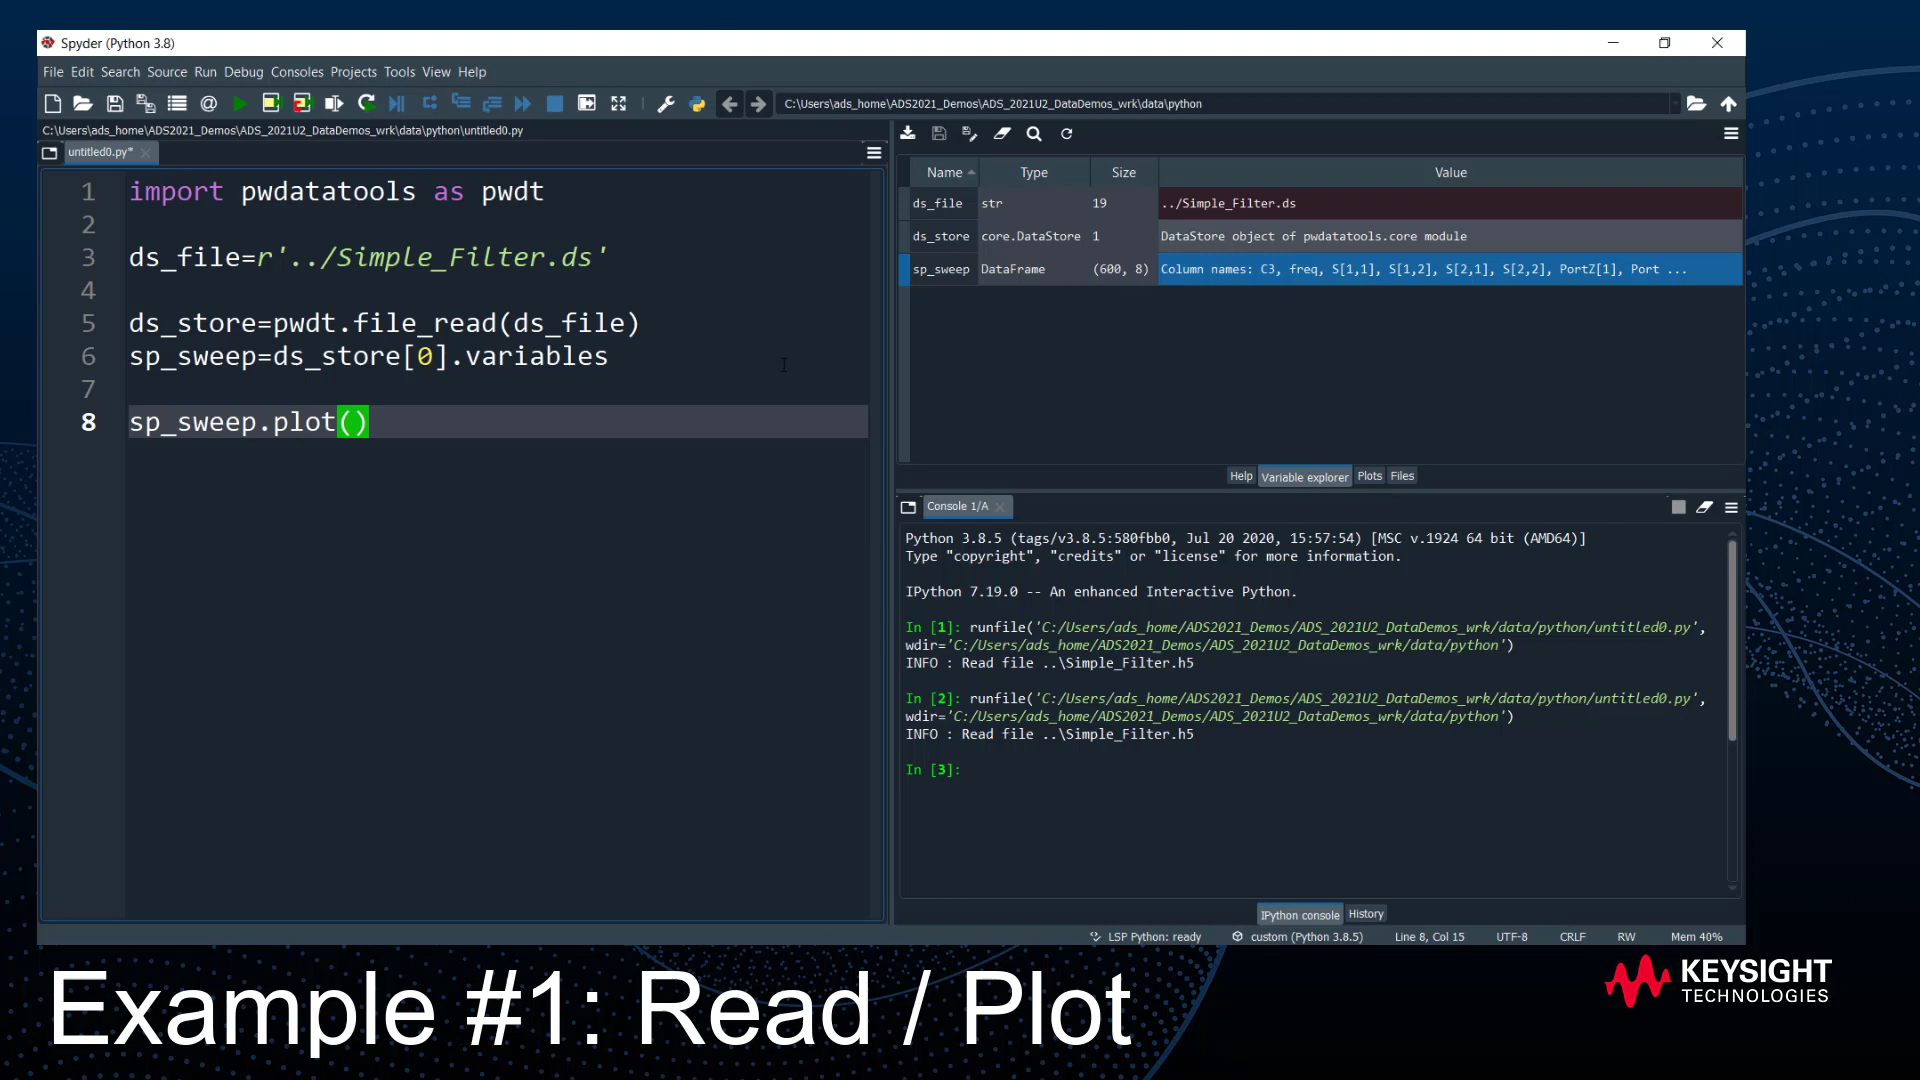 Spyder (Python 3.8)
File Edit Search Source Run Debug Consoles Projects Tools View Help
C:\Users\ads_home\ADS2021_Demos\ADS_2021U2_DataDemos_wrk\data\python
C:\Users\ads_home\ADS2021_Demos\ADS_2021U2_DataDemos_wrk\data\python\untitled0.py
untitled0.py*
1 import pwdatatools as pwdt
2
3 ds_file=r'../Simple_Filter.ds'
4
5 ds_store=pwdt.file_read(ds_file)
6 sp_sweep=ds_store[0].variables
7
8 sp_sweep.plot()
Name Type Size Value
ds_file str 19 ../Simple_Filter.ds
ds_store core.DataStore 1 DataStore object of pwdatatools.core module
sp_sweep DataFrame (600, 8) Column names: C3, freq, S[1,1], S[1,2], S[2,1], S[2,2], PortZ[1], Port ...
Help Variable explorer Plots Files
Console 1/A
Python 3.8.5 (tags/v3.8.5:580fbb0, Jul 20 2020, 15:57:54) [MSC v.1924 64 bit (AMD64)]
Type "copyright", "credits" or "license" for more information.
IPython 7.19.0 -- An enhanced Interactive Python.
In [1]: runfile('C:/Users/ads_home/ADS2021_Demos/ADS_2021U2_DataDemos_wrk/data/python/untitled0.py',
wdir='C:/Users/ads_home/ADS2021_Demos/ADS_2021U2_DataDemos_wrk/data/python')
INFO : Read file ..\Simple_Filter.h5
In [2]: runfile('C:/Users/ads_home/ADS2021_Demos/ADS_2021U2_DataDemos_wrk/data/python/untitled0.py',
wdir='C:/Users/ads_home/ADS2021_Demos/ADS_2021U2_DataDemos_wrk/data/python')
INFO : Read file ..\Simple_Filter.h5
In [3]:
IPython console History
LSP Python: ready custom (Python 3.8.5) Line 8, Col 15 UTF-8 CRLF RW Mem 40%
Example #1: Read / Plot
KEYSIGHT
TECHNOLOGIES